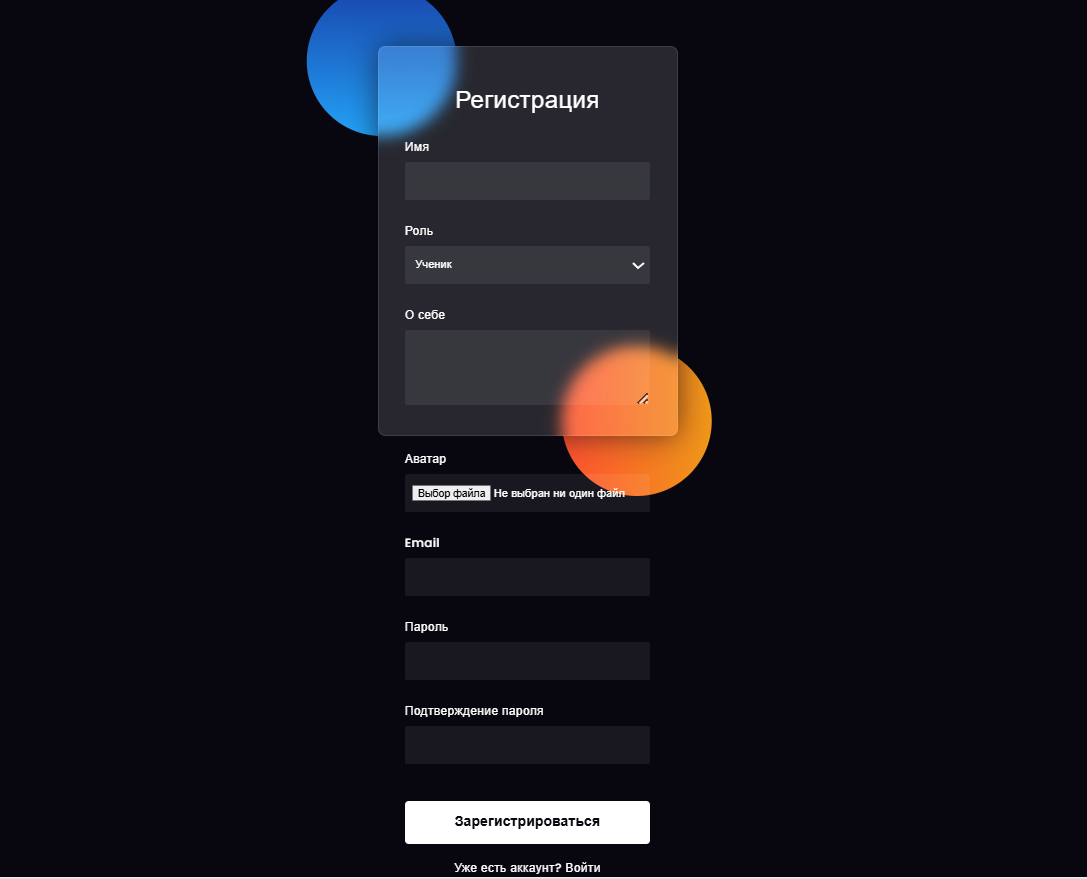 Регистрация
Имя
Роль
Ученик
О себе
Аватар
Выбор файла Не выбран ни один файл
Email
Пароль
Подтверждение пароля
Зарегистрироваться
Уже есть аккаунт? Войти